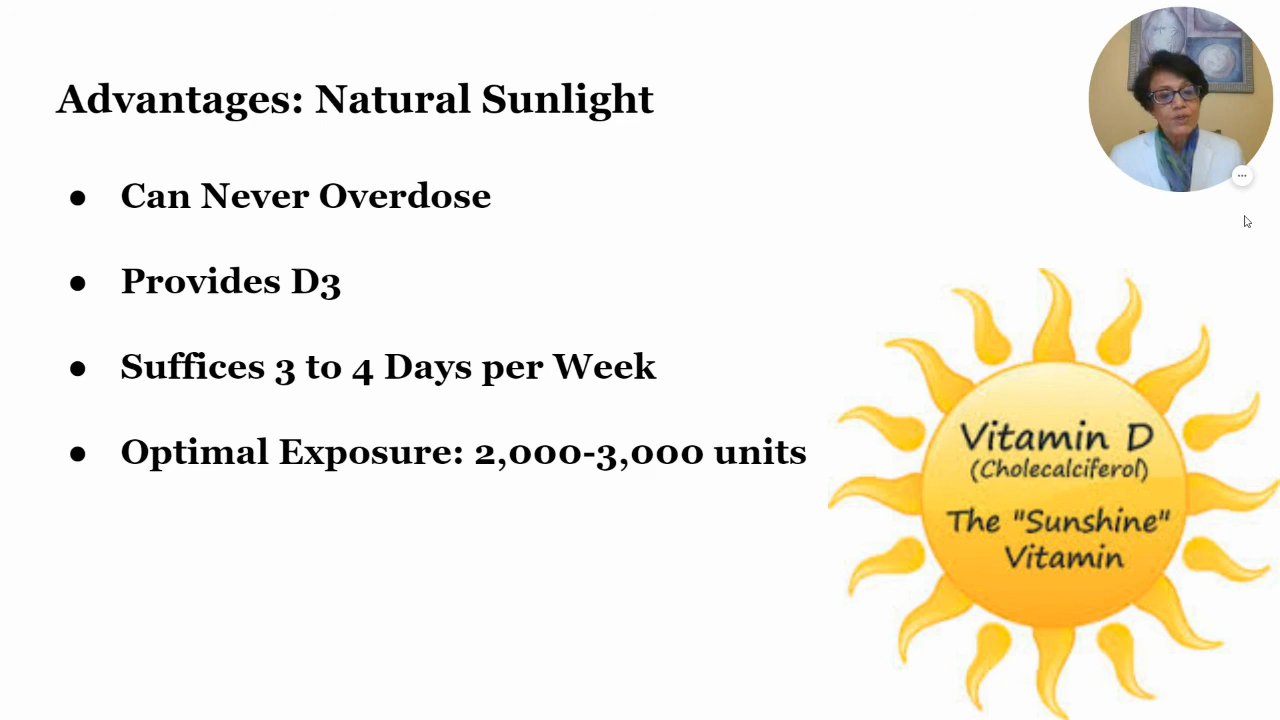 Advantages: Natural Sunlight
● Can Never Overdose
● Provides D3
● Suffices 3 to 4 Days per Week
● Optimal Exposure: 2,000-3,000 units
Vitamin D
(Cholecalciferol)
The "Sunshine"
Vitamin